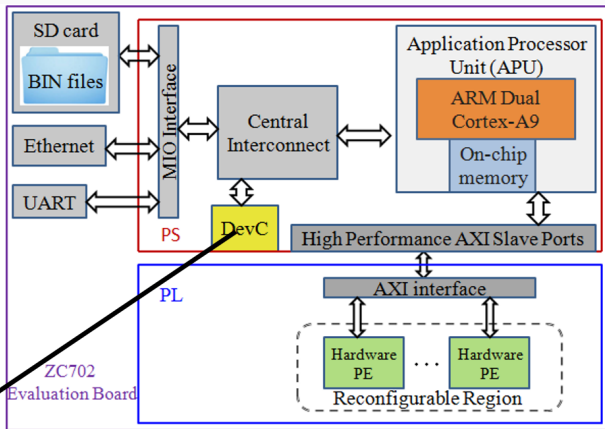 SD card
BIN files
Ethernet
UART
MIO Interface
Central
Interconnect
Application Processor
Unit (APU)
ARM Dual
Cortex-A9
On-chip
memory
PS
DevC
High Performance AXI Slave Ports
PL
AXI interface
Hardware
PE
...
Hardware
PE
Reconfigurable Region
ZC702
Evaluation Board